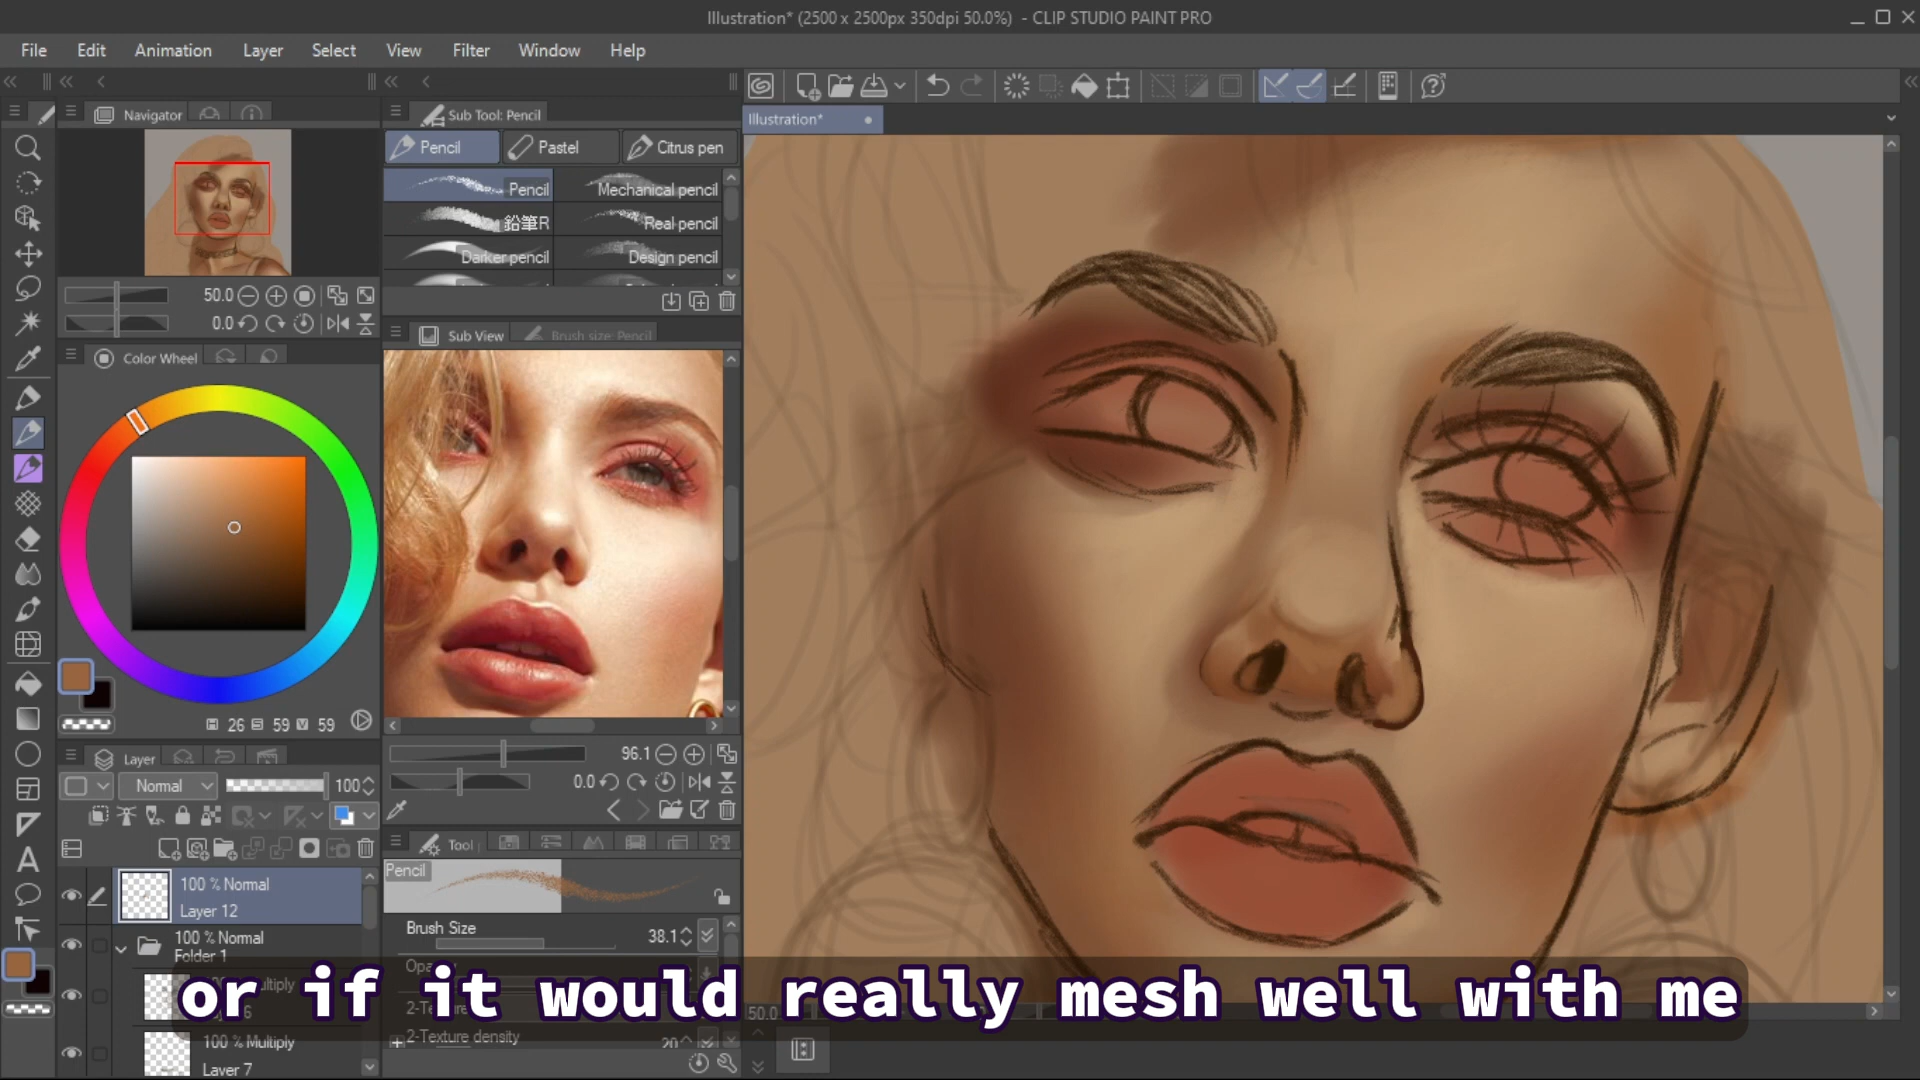 Illustration* (2500 x 2500px 350dpi 50.0%) - CLIP STUDIO PAINT PRO
File Edit Animation Layer Select View Filter Window Help
Navigator
Sub Tool: Pencil
Illustration*
Pencil Pastel Citrus pen
Pencil Mechanical pencil
鉛筆R Real pencil
Darker pencil Design pencil
50.0
0.0
Sub View Brush size: Pencil
Color Wheel
H 26 S 59 V 59
96.1
0.0
Layer
Normal 100
Tool
Pencil
100 % Normal
Layer 12
100 % Normal
Folder 1
100 % Multiply
Layer 7
Brush Size 38.1
2-Texture density 20
50.0
or if it would really mesh well with me